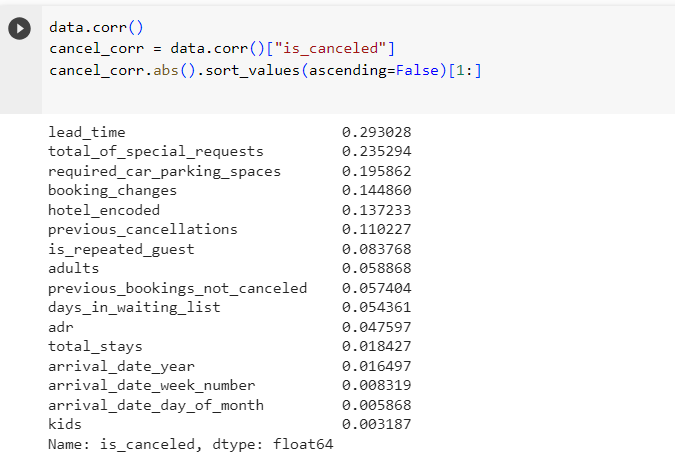 data.corr()
cancel_corr = data.corr()["is_canceled"]
cancel_corr.abs().sort_values(ascending=False)[1:]
lead_time 0.293028
total_of_special_requests 0.235294
required_car_parking_spaces 0.195862
booking_changes 0.144860
hotel_encoded 0.137233
previous_cancellations 0.110227
is_repeated_guest 0.083768
adults 0.058868
previous_bookings_not_canceled 0.057404
days_in_waiting_list 0.054361
adr 0.047597
total_stays 0.018427
arrival_date_year 0.016497
arrival_date_week_number 0.008319
arrival_date_day_of_month 0.005868
kids 0.003187
Name: is_canceled, dtype: float64